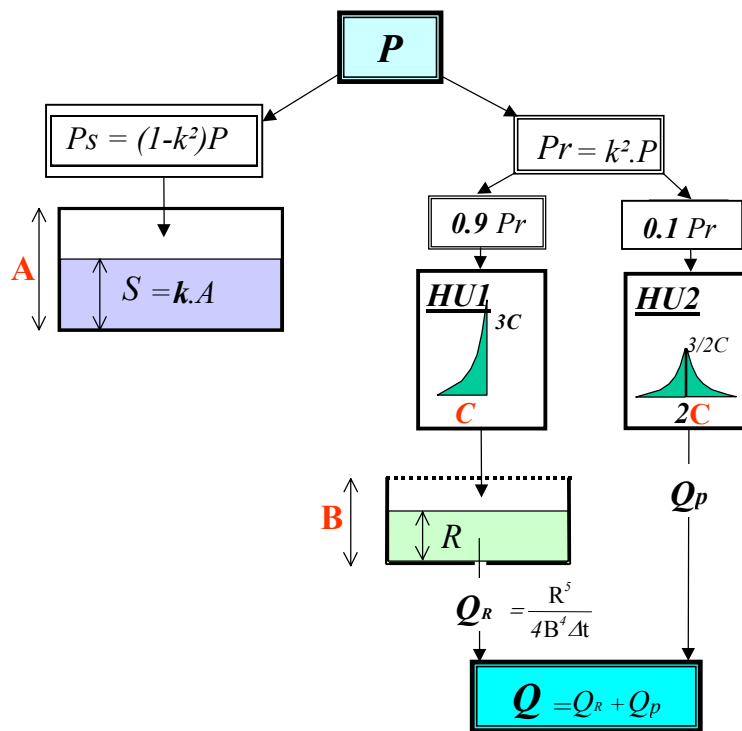 P
Ps = (1-k²)P
Pr = k².P
0.9 Pr
0.1 Pr
A
S = k.A
HU1
3C
C
HU2
3/2C
2C
B
R
Qp
QR = R⁵ / 4B⁴Δt
Q = QR + Qp